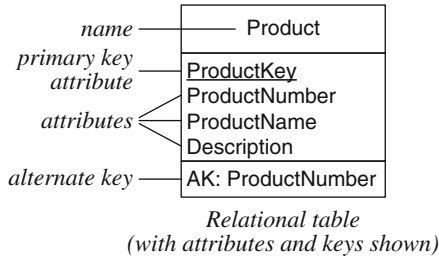 name
Product
primary key
attribute
ProductKey
ProductNumber
attributes
ProductName
Description
alternate key
AK: ProductNumber
Relational table
(with attributes and keys shown)